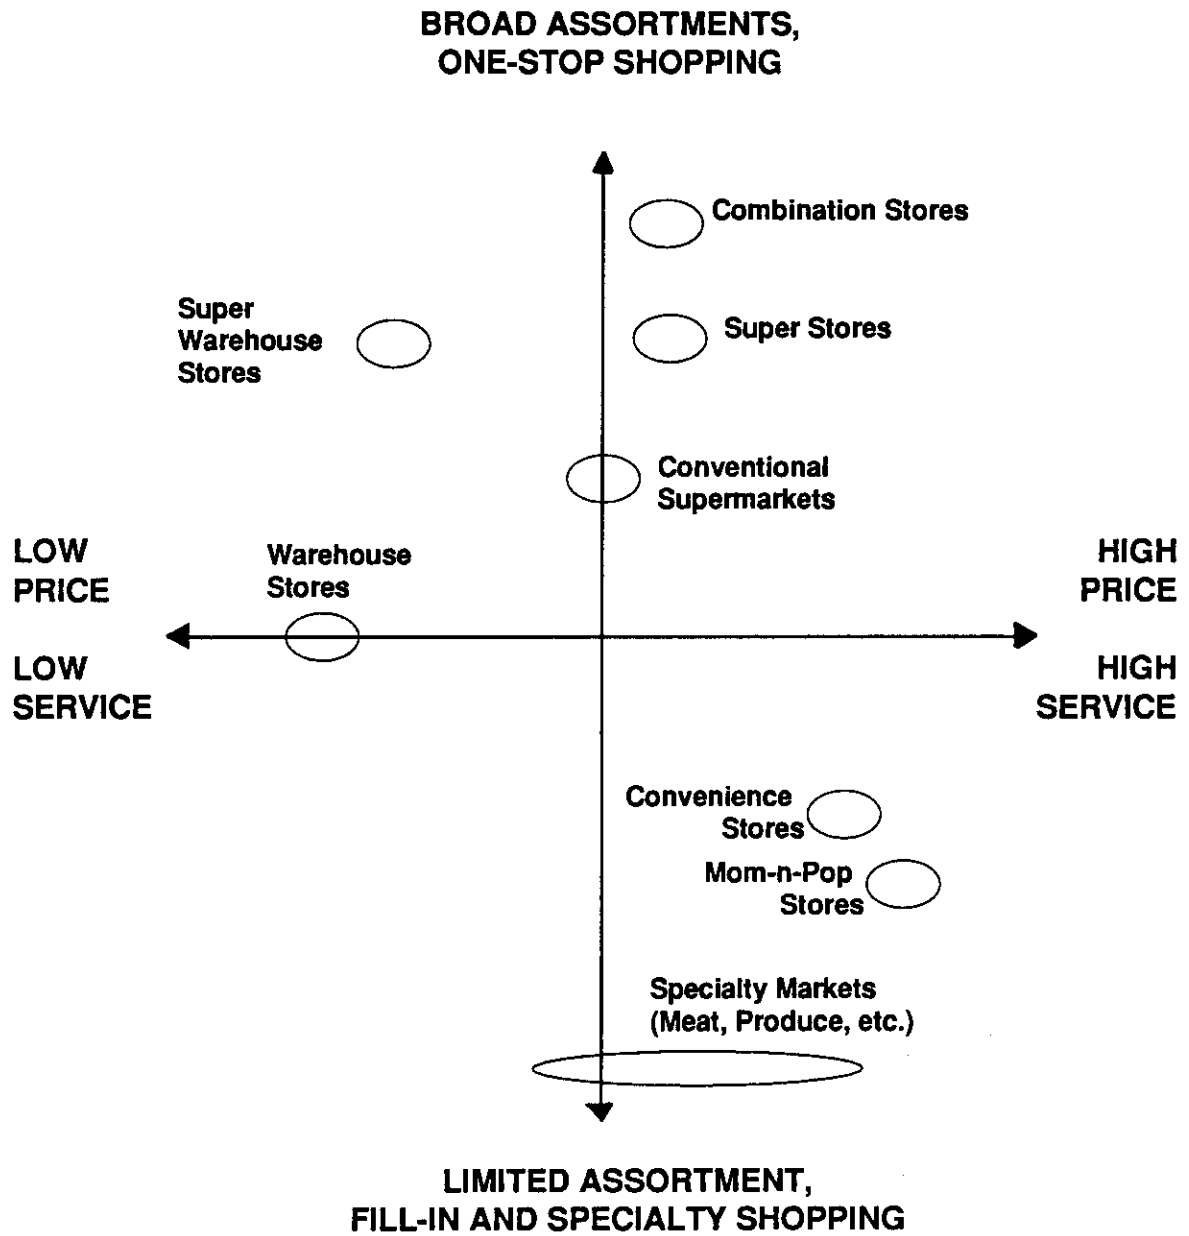 BROAD ASSORTMENTS,
ONE-STOP SHOPPING
Combination Stores
Super
Warehouse
Stores
Super Stores
Conventional
Supermarkets
LOW
PRICE
Warehouse
Stores
HIGH
PRICE
LOW
SERVICE
HIGH
SERVICE
Convenience
Stores
Mom-n-Pop
Stores
Specialty Markets
(Meat, Produce, etc.)
LIMITED ASSORTMENT,
FILL-IN AND SPECIALTY SHOPPING